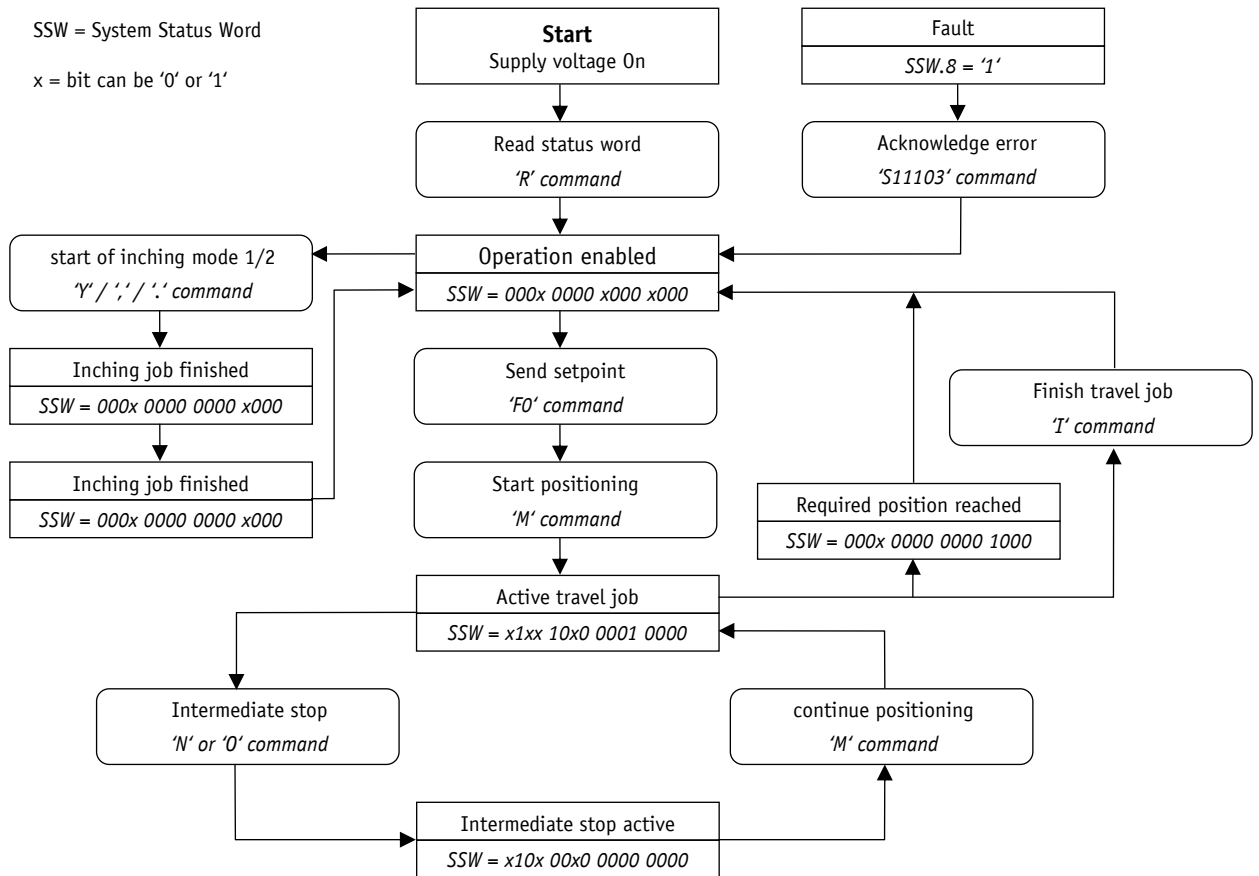 SSW = System Status Word
x = bit can be ‘0‘ or ‘1‘
Start
Supply voltage On
Fault
SSW.8 = ‘1‘
Read status word
‘R’ command
Acknowledge error
‘S11103‘ command
start of inching mode 1/2
‘Y‘ / ‘,‘ / ‘.‘ command
Operation enabled
SSW = 000x 0000 x000 x000
Inching job finished
SSW = 000x 0000 0000 x000
Send setpoint
‘F0‘ command
Finish travel job
‘I‘ command
Inching job finished
SSW = 000x 0000 0000 x000
Start positioning
‘M‘ command
Required position reached
SSW = 000x 0000 0000 1000
Active travel job
SSW = x1xx 10x0 0001 0000
Intermediate stop
‘N‘ or ‘O‘ command
continue positioning
‘M‘ command
Intermediate stop active
SSW = x10x 00x0 0000 0000